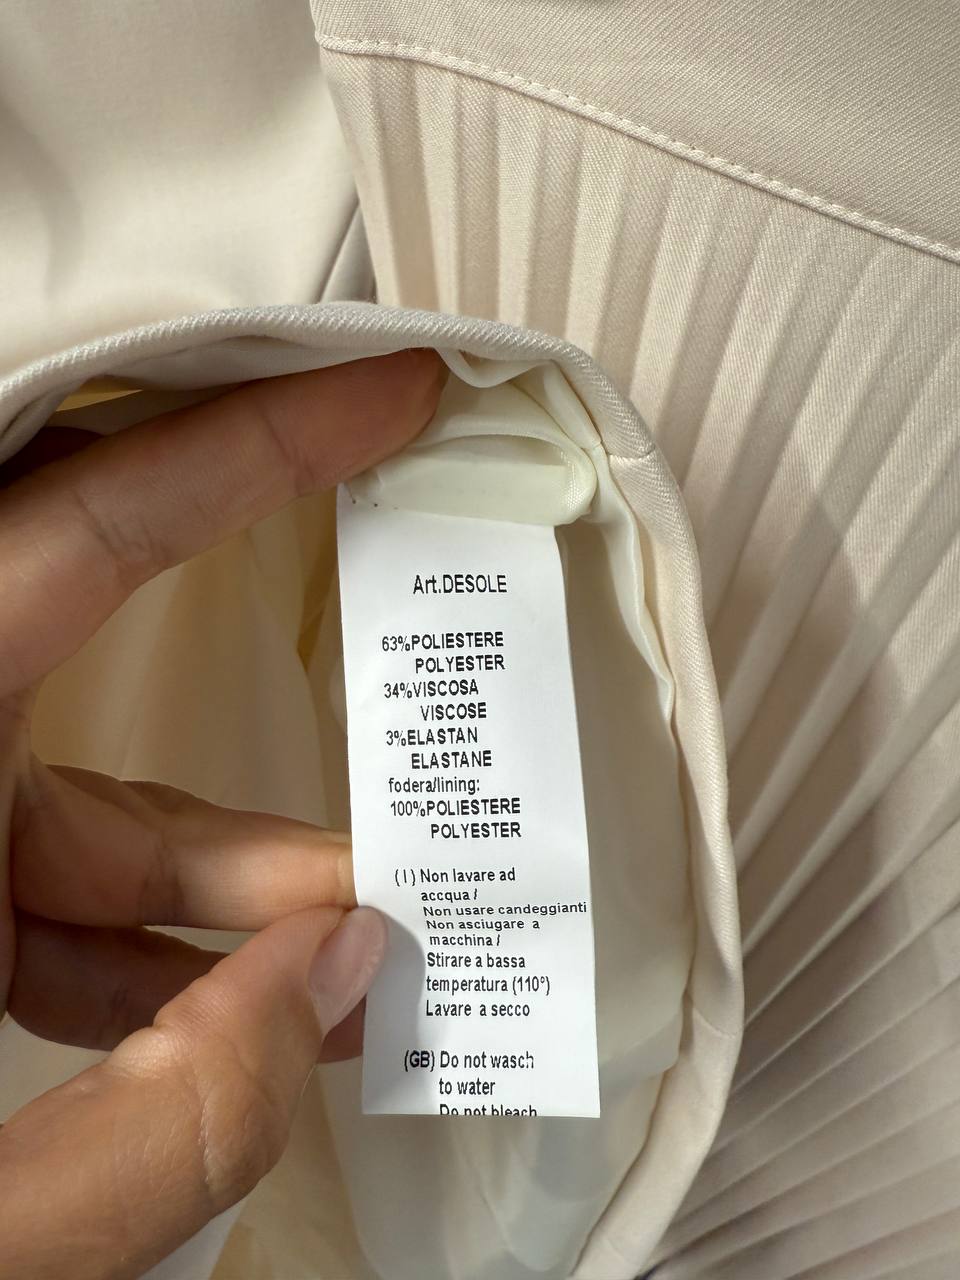 Art.DESOLE
63%POLIESTERE
POLYESTER
34%VISCOSA
VISCOSE
3%ELASTAN
ELASTANE
fodera/lining:
100%POLIESTERE
POLYESTER
(I) Non lavare ad
accqua /
Non usare candeggianti
Non asciugare a
macchina /
Stirare a bassa
temperatura (110°)
Lavare a secco
(GB) Do not wasch
to water
Do not bleach